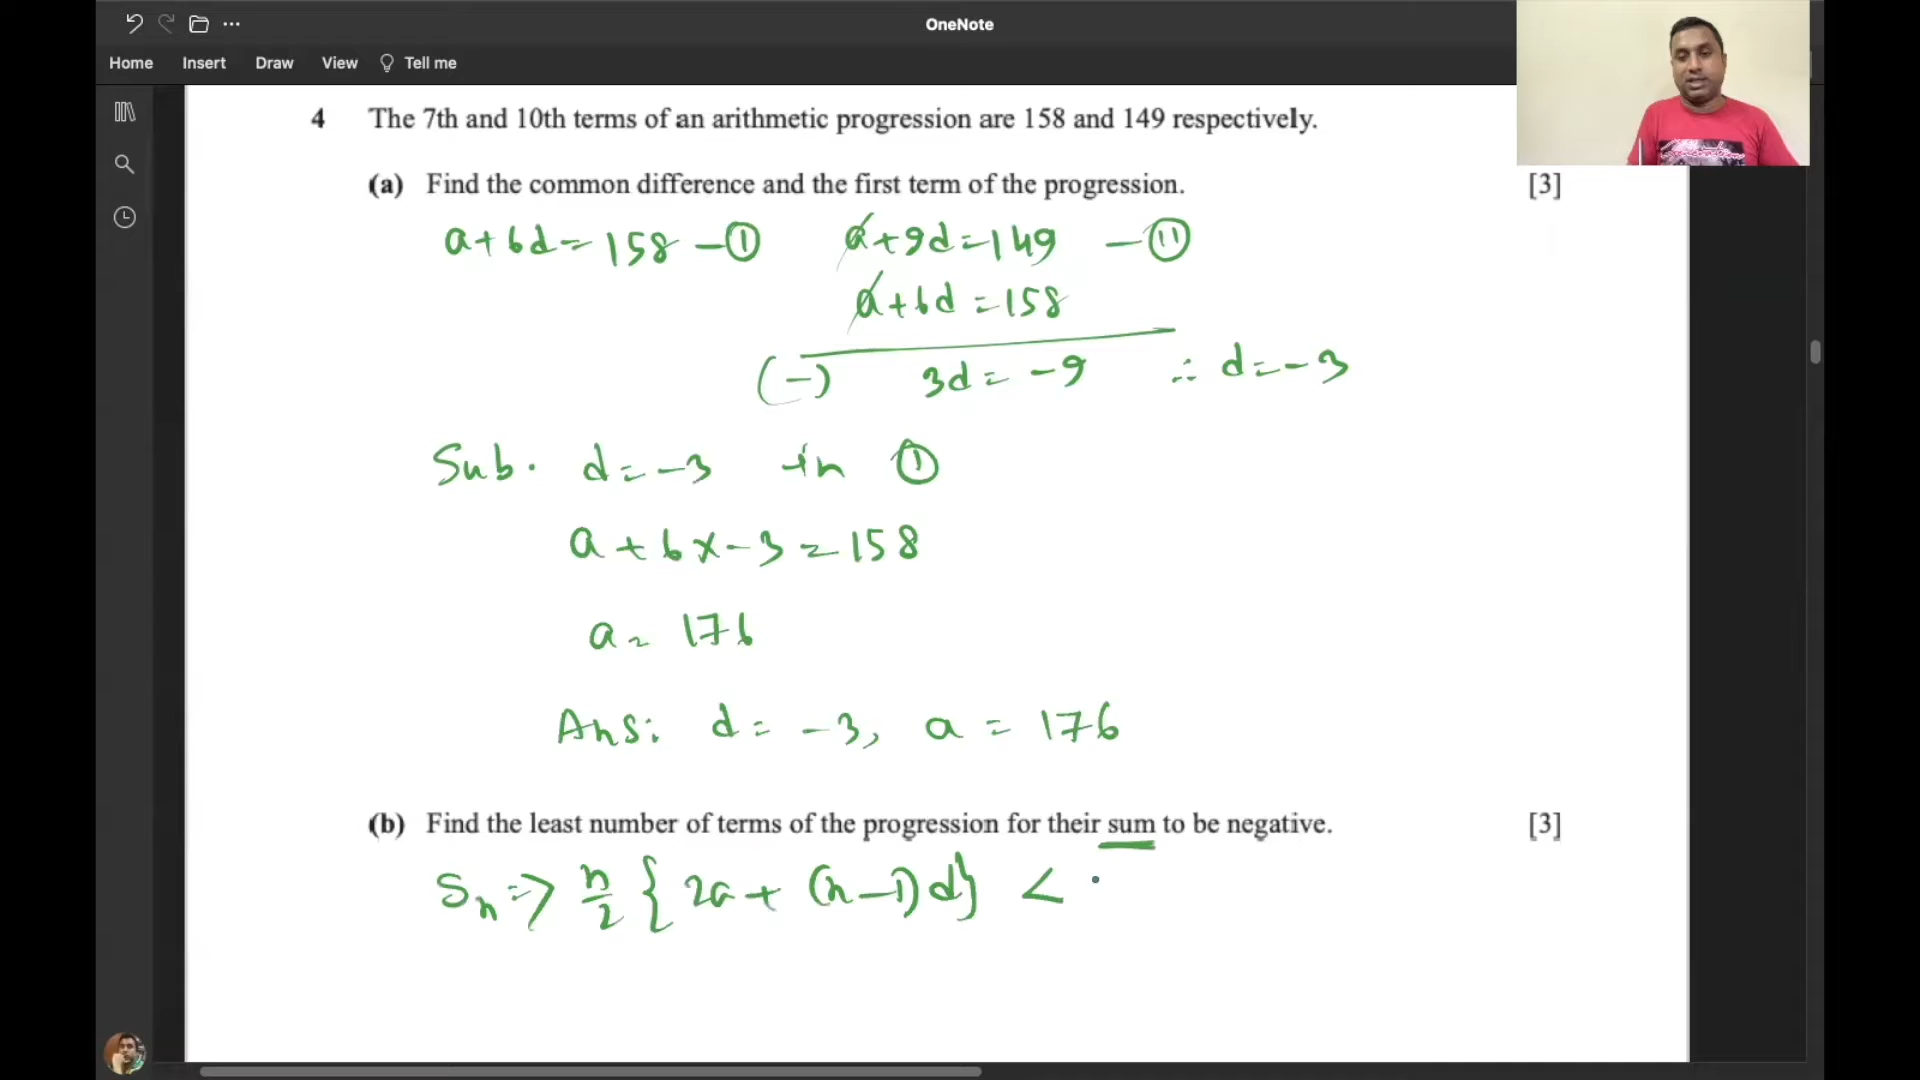 OneNote
Home Insert Draw View Tell me
4 The 7th and 10th terms of an arithmetic progression are 158 and 149 respectively.
(a) Find the common difference and the first term of the progression. [3]
a+6d=158 -① a+9d=149 -⑪
a+6d=158
(-) 3d=-9 ∴ d=-3
Sub. d=-3 in ①
a+6x-3=158
a=176
Ans: d=-3, a=176
(b) Find the least number of terms of the progression for their sum to be negative. [3]
Sn => n/2 {2a+(n-1)d} <